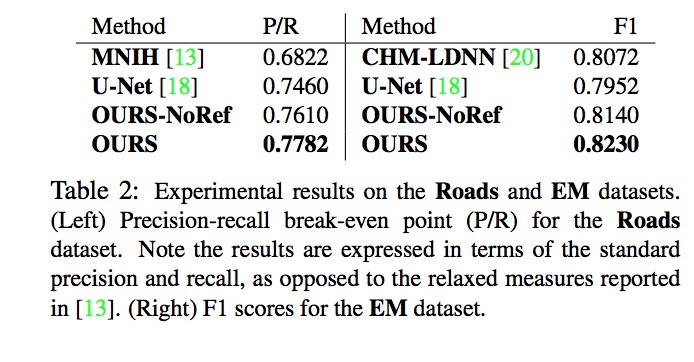 Method P/R Method F1
MNIH [13] 0.6822 CHM-LDNN [20] 0.8072
U-Net [18] 0.7460 U-Net [18] 0.7952
OURS-NoRef 0.7610 OURS-NoRef 0.8140
OURS 0.7782 OURS 0.8230
Table 2: Experimental results on the Roads and EM datasets.
(Left) Precision-recall break-even point (P/R) for the Roads
dataset. Note the results are expressed in terms of the standard
precision and recall, as opposed to the relaxed measures reported
in [13]. (Right) F1 scores for the EM dataset.